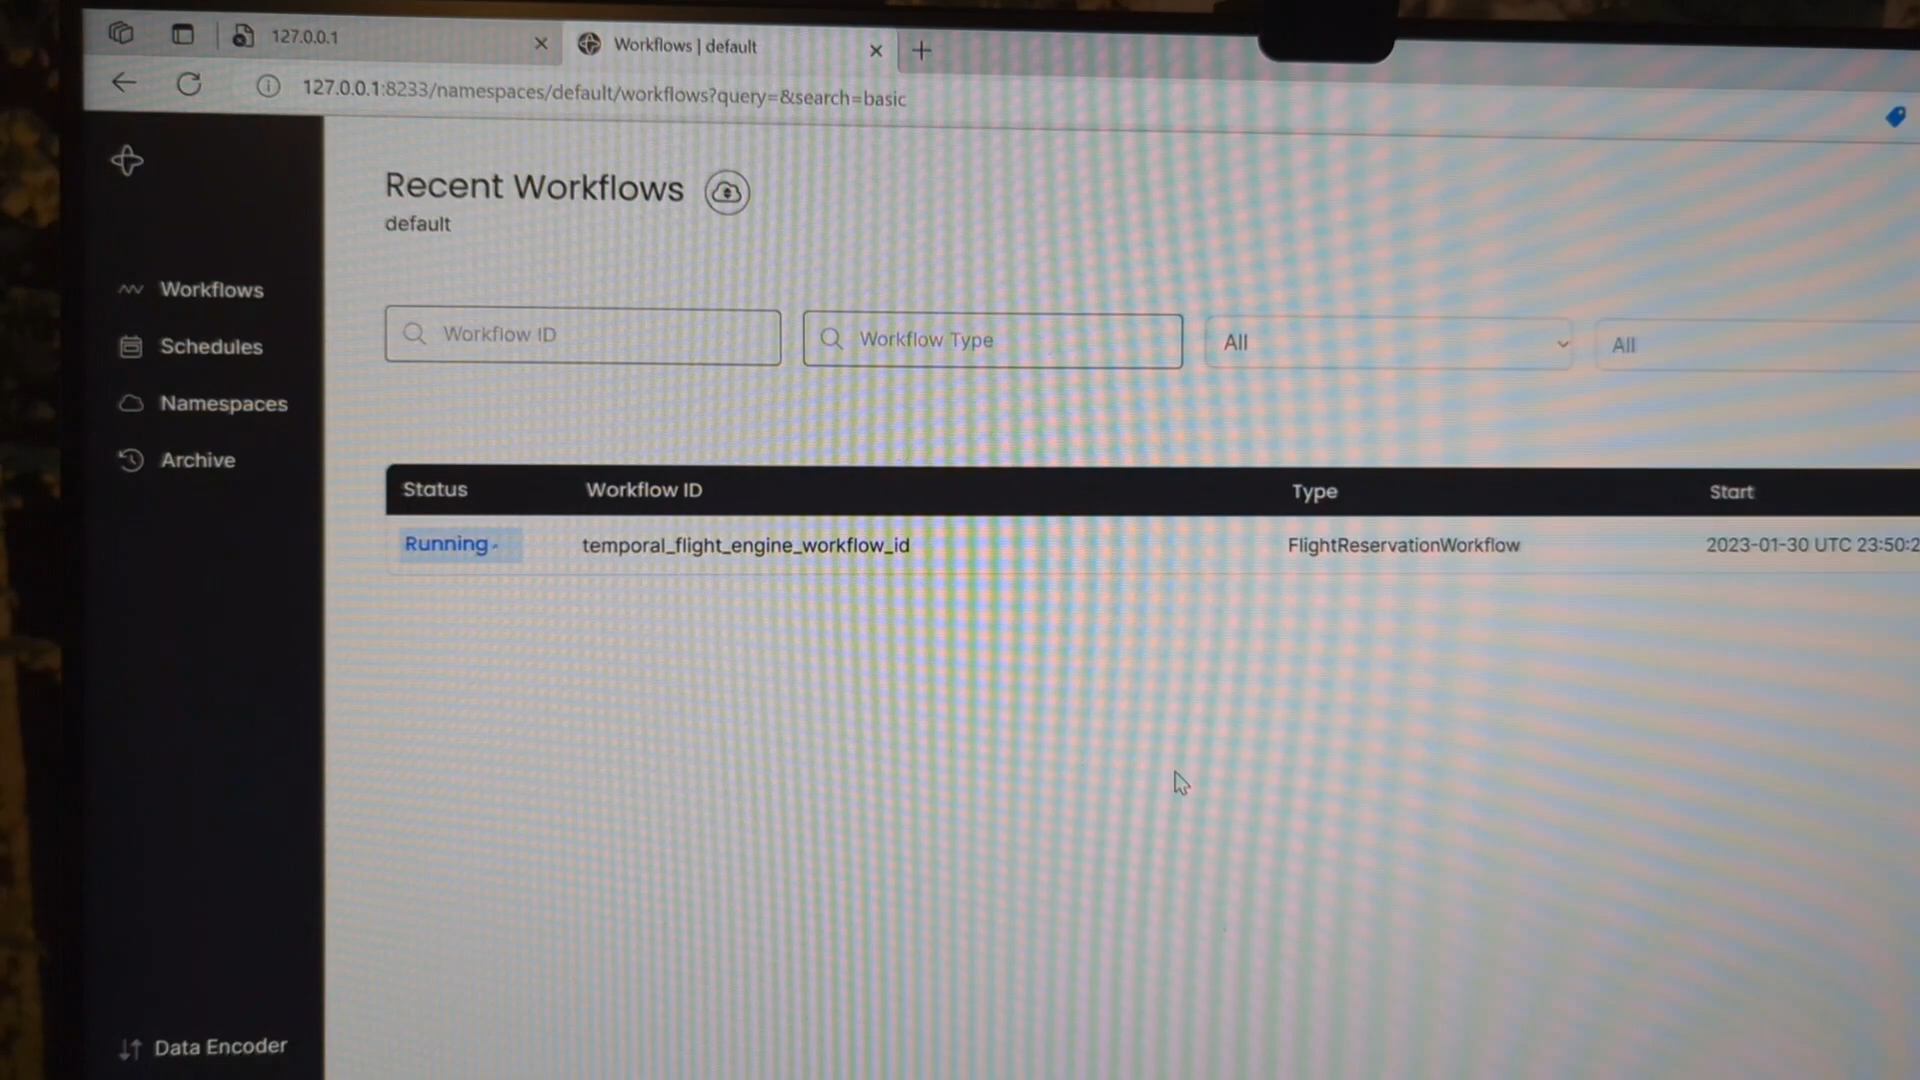 127.0.0.1
Workflows | default
127.0.0.1:8233/namespaces/default/workflows?query=&search=basic
Recent Workflows
default
Workflows
Schedules
Namespaces
Archive
Workflow ID
Workflow Type
All
All
Status
Workflow ID
Type
Start
Running
temporal_flight_engine_workflow_id
FlightReservationWorkflow
2023-01-30 UTC 23:50:2
Data Encoder